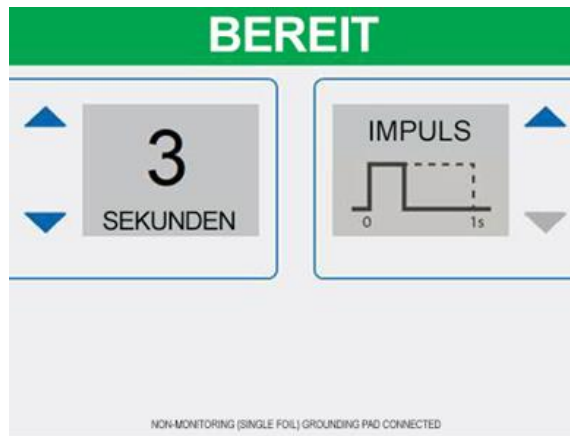 BEREIT
3
SEKUNDEN
IMPULS
0 1s
NON-MONITORING (SINGLE FOIL) GROUNDING PAD CONNECTED